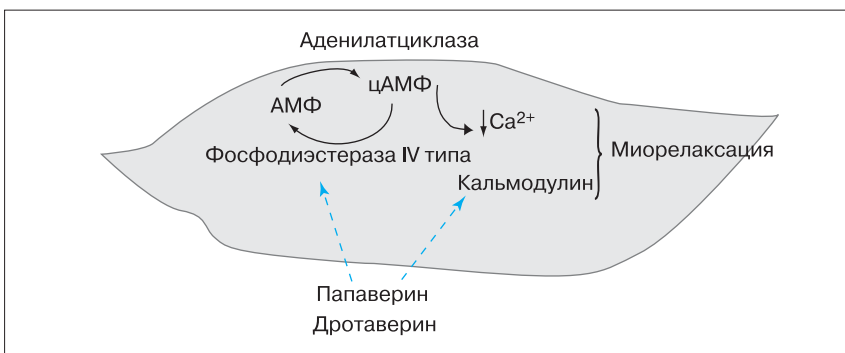 Аденилатциклаза
цАМФ
АМФ
↓Ca²⁺
Фосфодиэстераза IV типа
Миорелаксация
Кальмодулин
Папаверин
Дротаверин